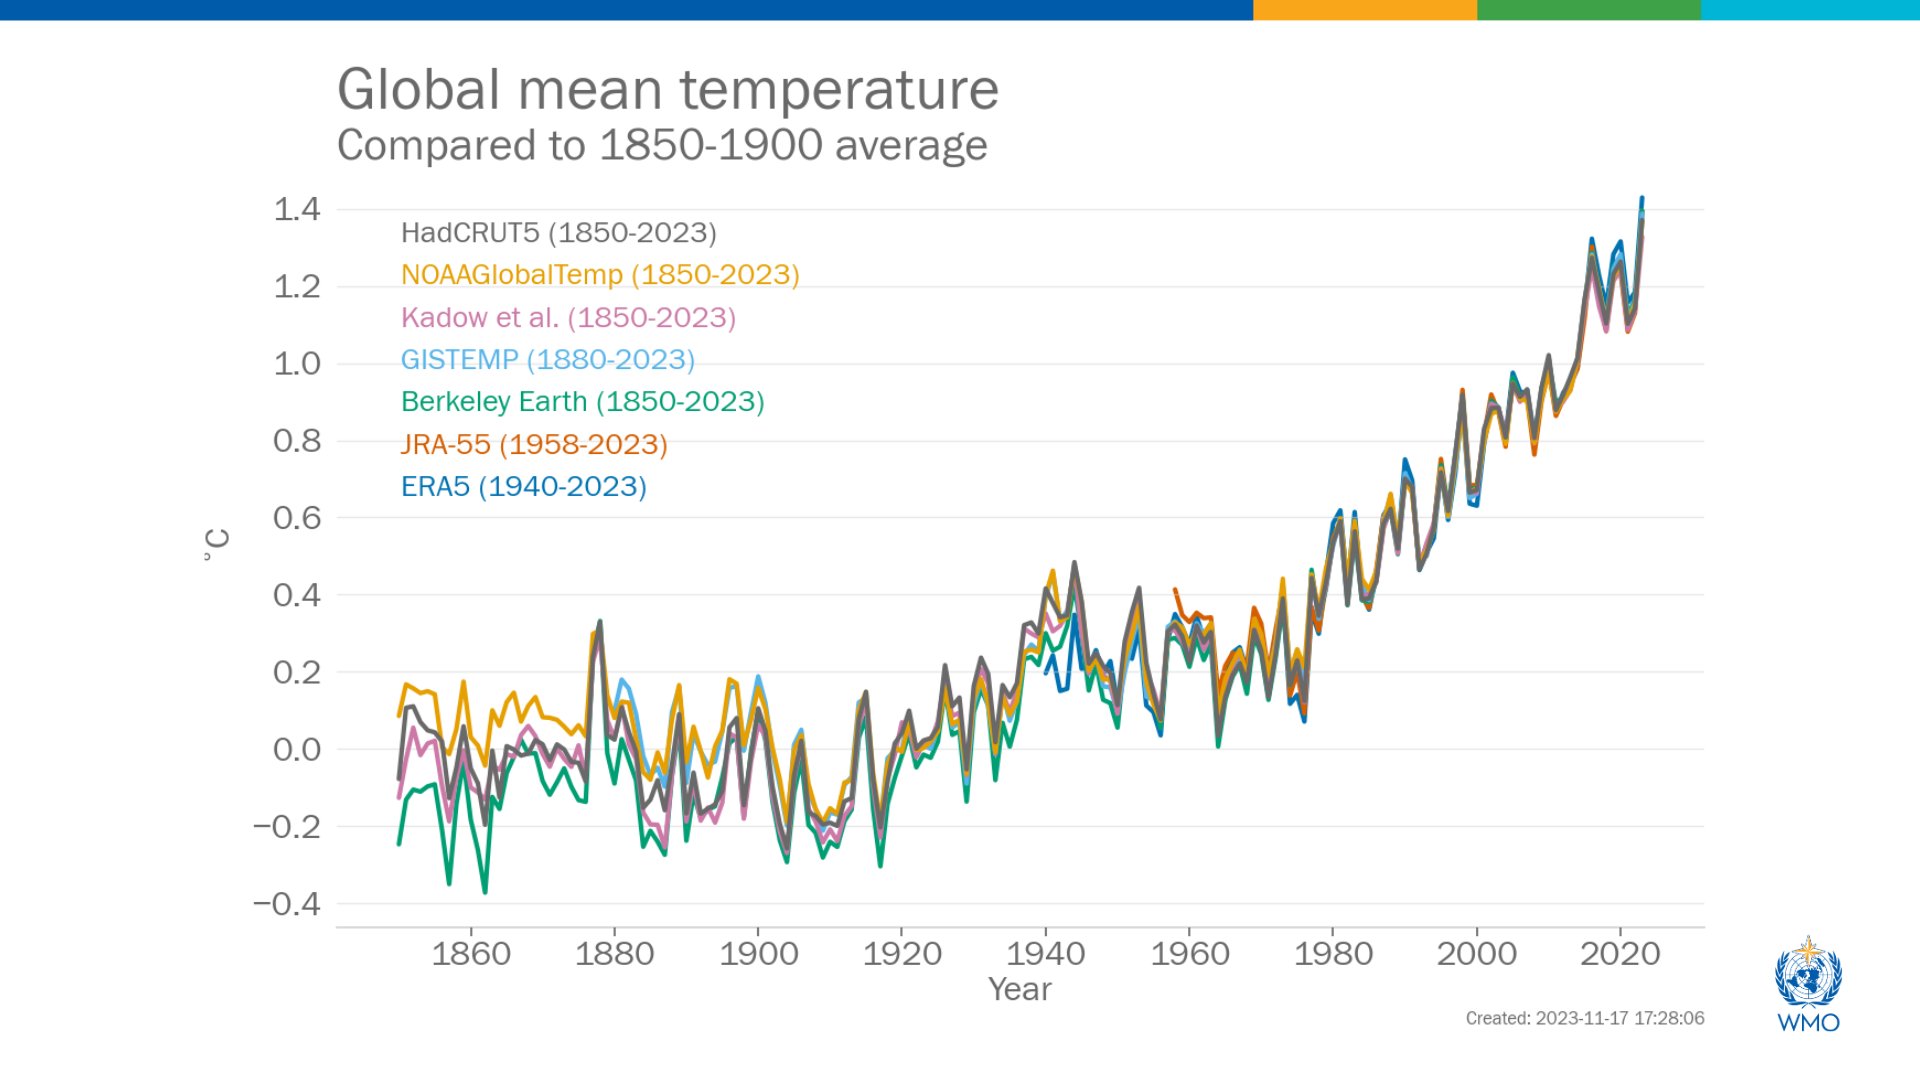 Global mean temperature
Compared to 1850-1900 average
1.4
1.2
1.0
0.8
0.6
0.4
0.2
0.0
−0.2
−0.4
°C
HadCRUT5 (1850-2023)
NOAAGlobalTemp (1850-2023)
Kadow et al. (1850-2023)
GISTEMP (1880-2023)
Berkeley Earth (1850-2023)
JRA-55 (1958-2023)
ERA5 (1940-2023)
1860 1880 1900 1920 1940 1960 1980 2000 2020
Year
Created: 2023-11-17 17:28:06
WMO